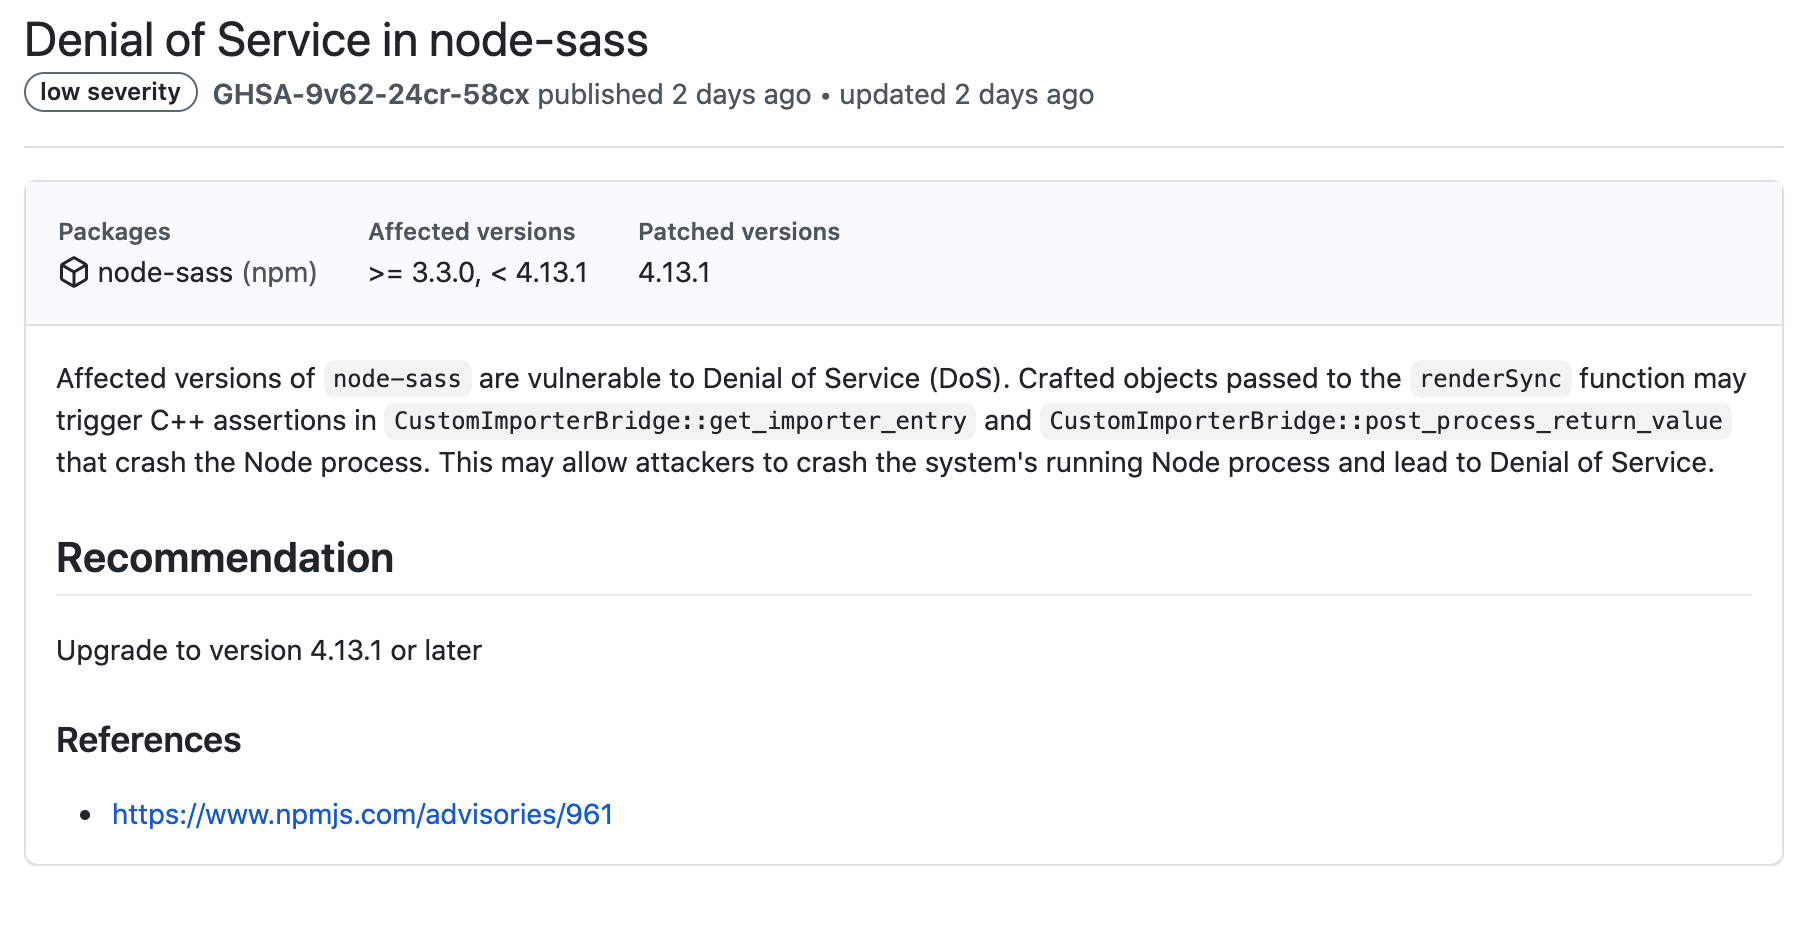 Denial of Service in node-sass
low severity GHSA-9v62-24cr-58cx published 2 days ago • updated 2 days ago
Packages Affected versions Patched versions
node-sass (npm) >= 3.3.0, < 4.13.1 4.13.1
Affected versions of node-sass are vulnerable to Denial of Service (DoS). Crafted objects passed to the renderSync function may
trigger C++ assertions in CustomImporterBridge::get_importer_entry and CustomImporterBridge::post_process_return_value
that crash the Node process. This may allow attackers to crash the system's running Node process and lead to Denial of Service.
Recommendation
Upgrade to version 4.13.1 or later
References
• https://www.npmjs.com/advisories/961